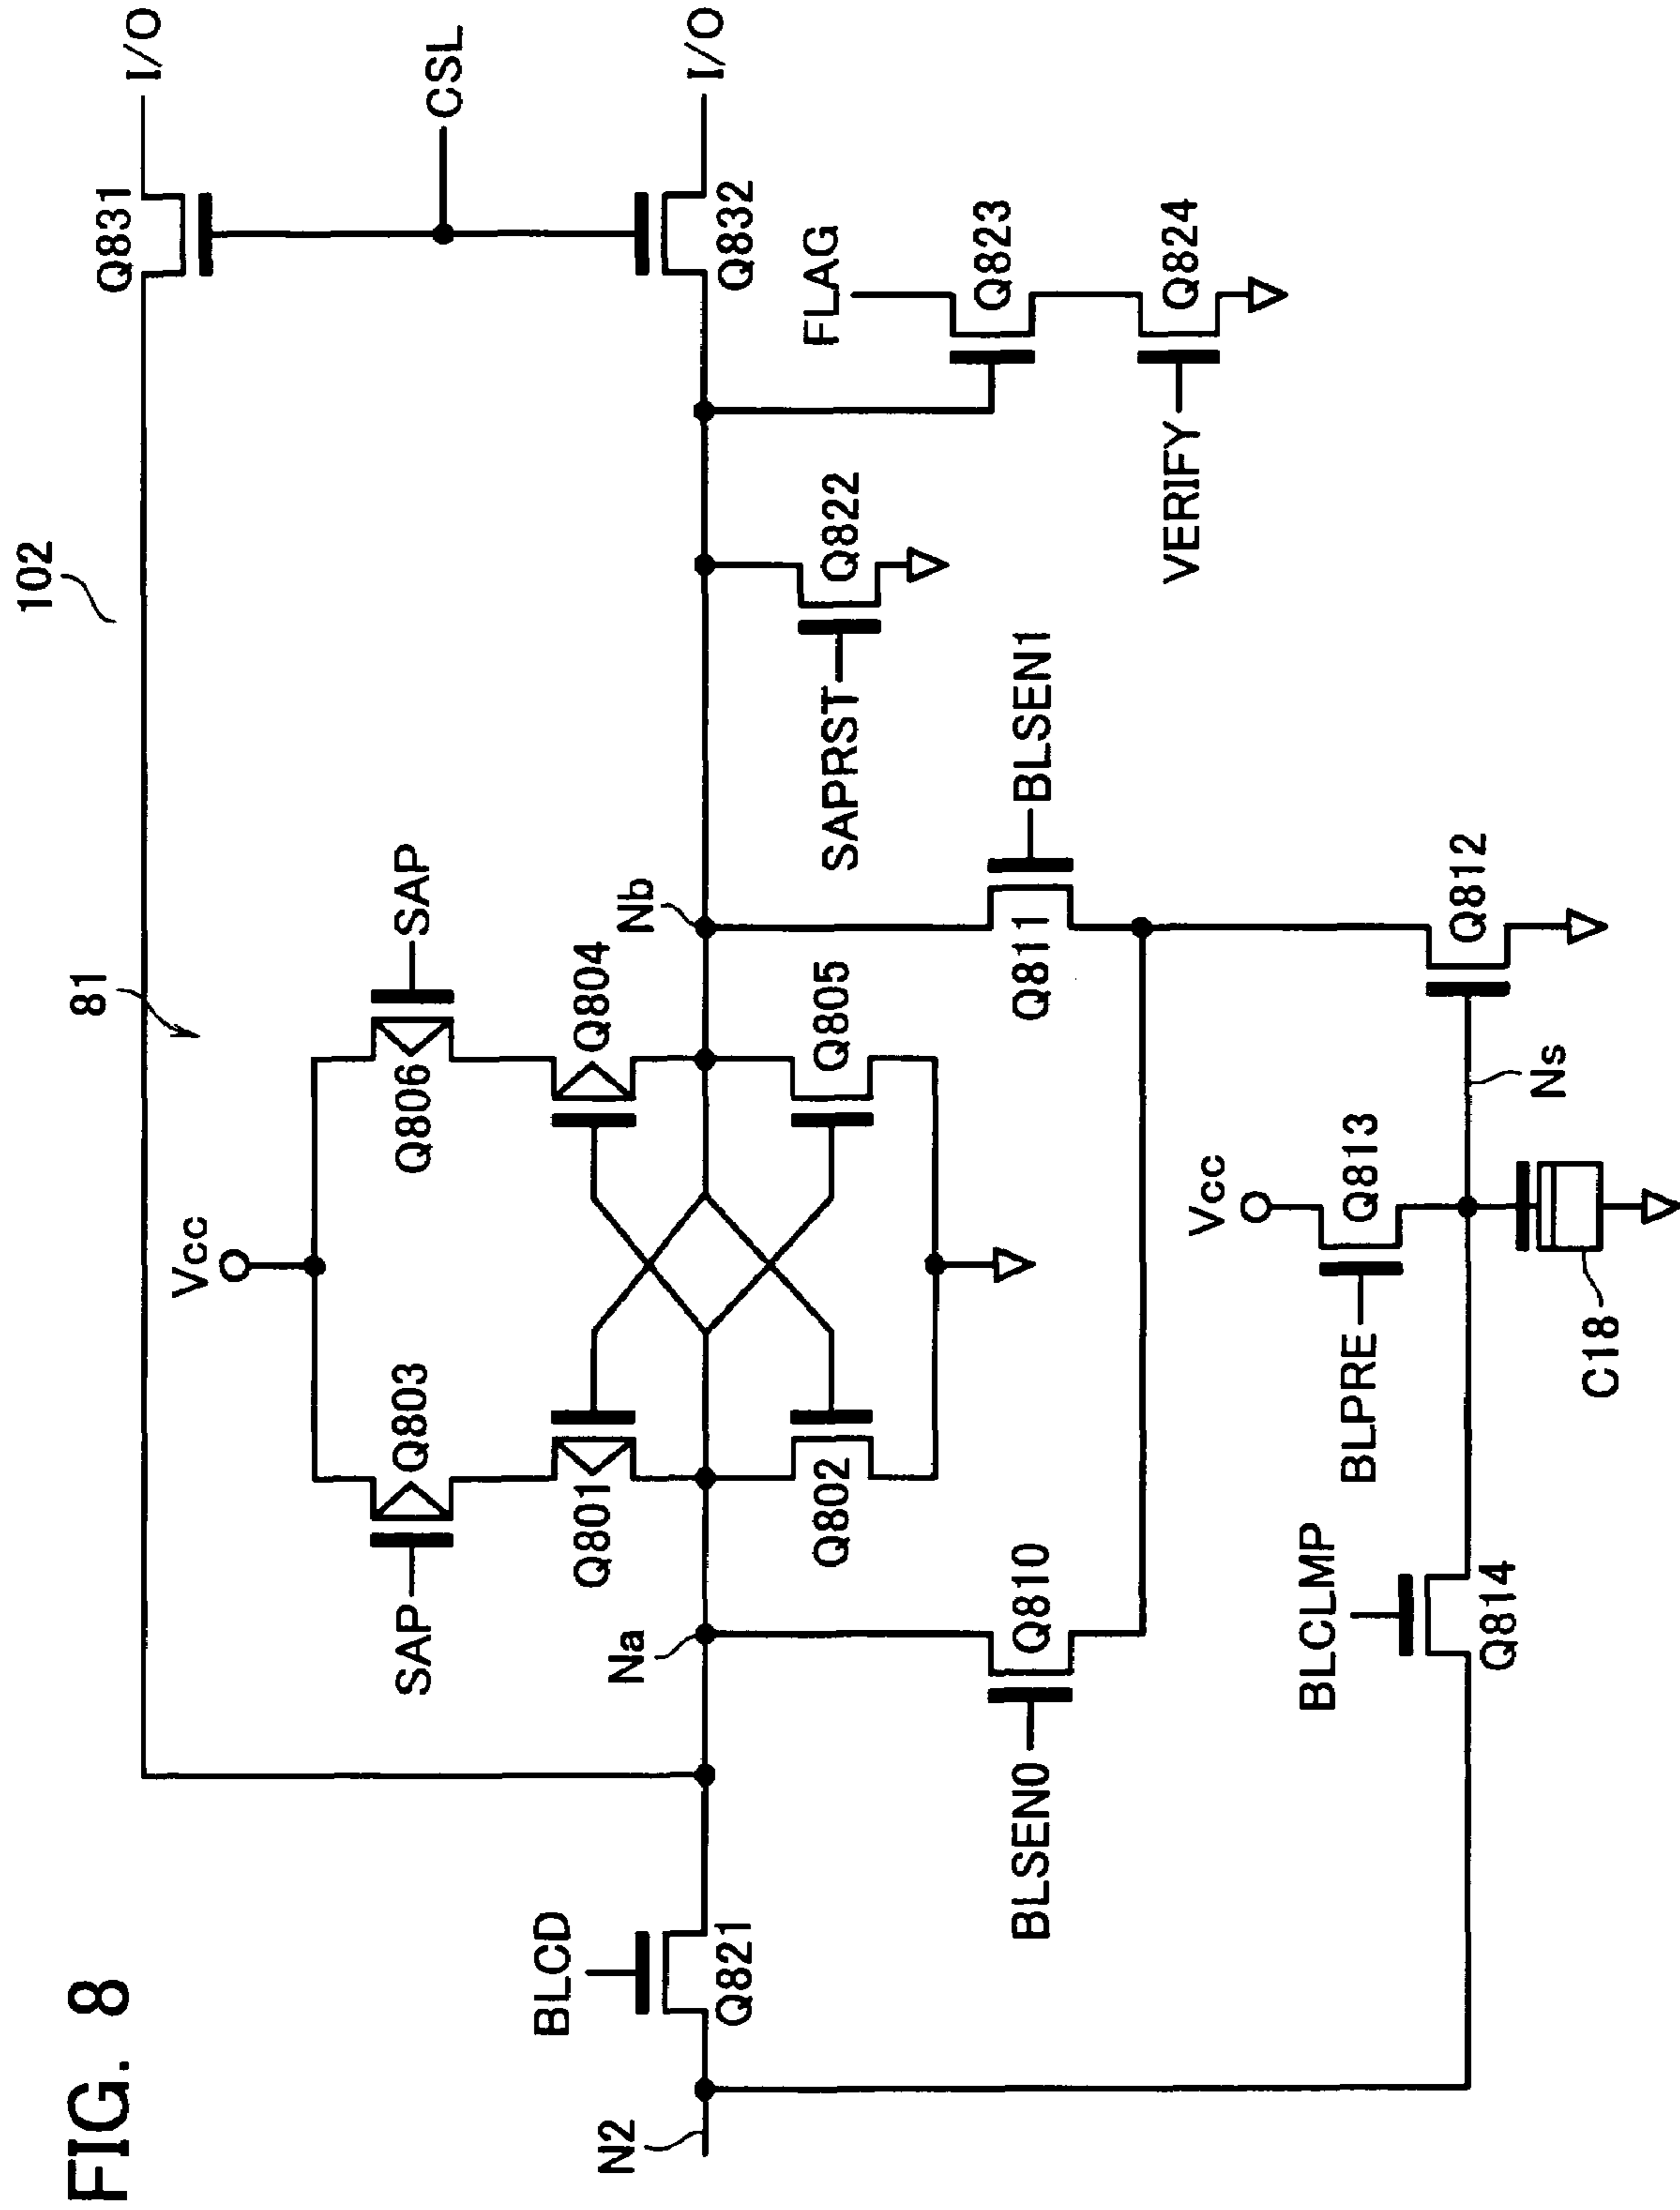 FIG. 8
102
81
I/O
Q831
CSL
I/O
Q832
Vcc
SAP
Q803
SAP
Q806
Q801
Q804
Q802
Q805
Na
Nb
BLCD
Q821
N2
SAPRST
Q822
FLAG
Q823
VERIFY
Q824
BLSEN0
Q810
BLSEN1
Q811
Q812
Vcc
BLPRE
Q813
Ns
BLCLMP
Q814
C18